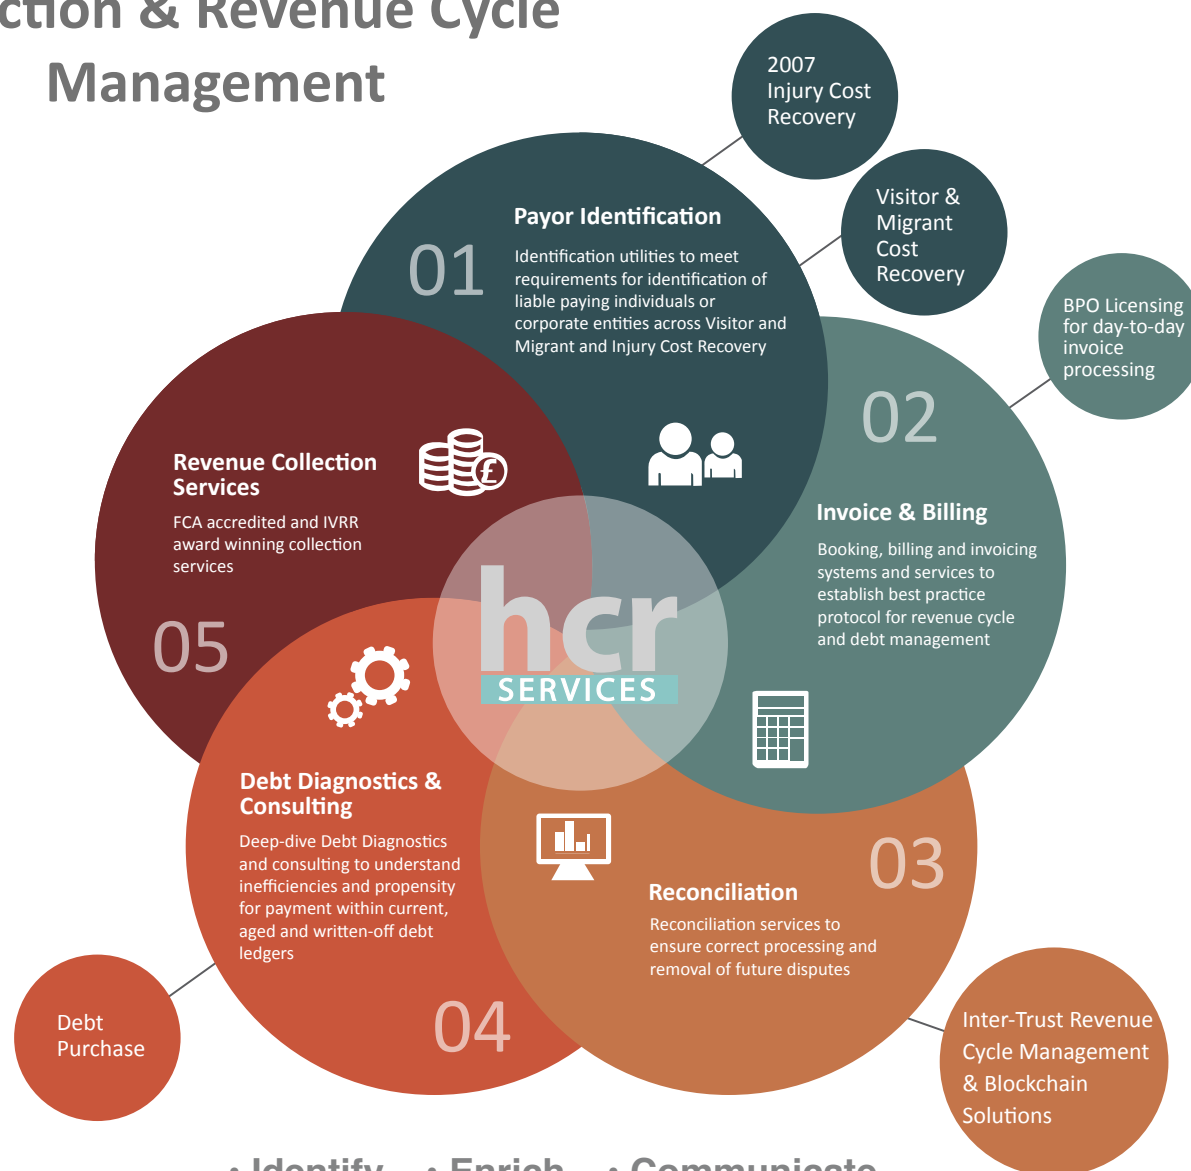 ction & Revenue Cycle
Management
2007
Injury Cost
Recovery
Visitor &
Migrant
Cost
Recovery
BPO Licensing
for day-to-day
invoice
processing
01
Payor Identification
Identification utilities to meet
requirements for identification of
liable paying individuals or
corporate entities across Visitor and
Migrant and Injury Cost Recovery
02
Invoice & Billing
Booking, billing and invoicing
systems and services to
establish best practice
protocol for revenue cycle
and debt management
Revenue Collection
Services
FCA accredited and IVRR
award winning collection
services
05
£
hcr
SERVICES
Debt Diagnostics &
Consulting
Deep-dive Debt Diagnostics
and consulting to understand
inefficiencies and propensity
for payment within current,
aged and written-off debt
ledgers
04
03
Reconciliation
Reconciliation services to
ensure correct processing and
removal of future disputes
Debt
Purchase
Inter-Trust Revenue
Cycle Management
& Blockchain
Solutions
• Identify • Enrich • Communicate